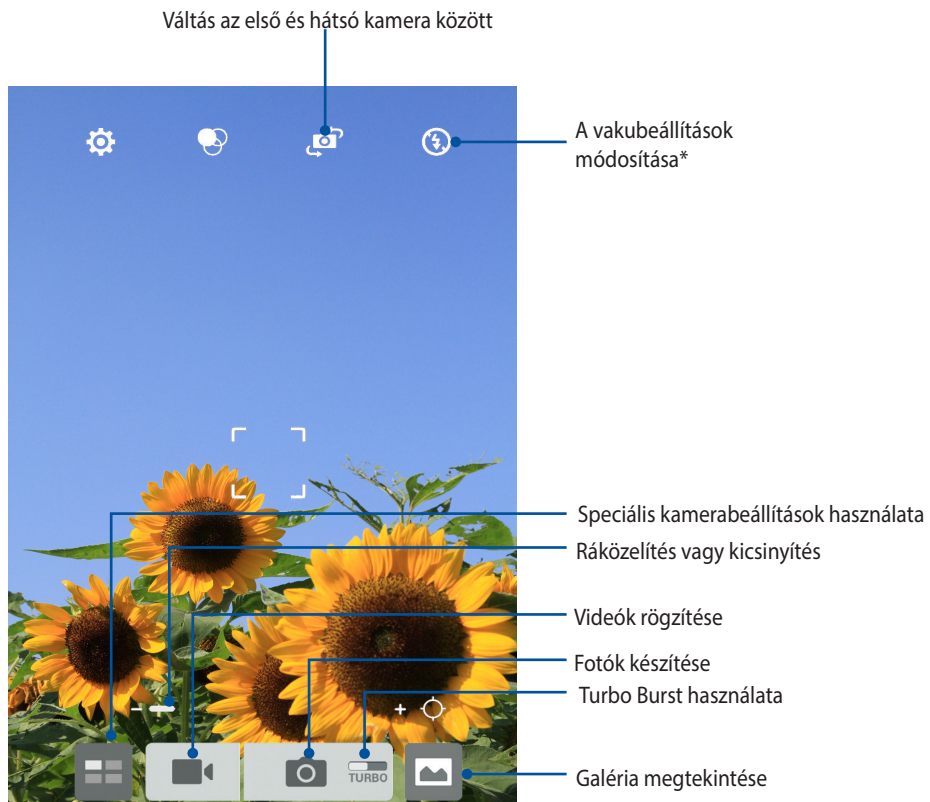 Váltás az első és hátsó kamera között
A vakubeállítások
módosítása*
Speciális kamerabeállítások használata
Ráközelítés vagy kicsinyítés
Videók rögzítése
Fotók készítése
Turbo Burst használata
TURBO
Galéria megtekintése